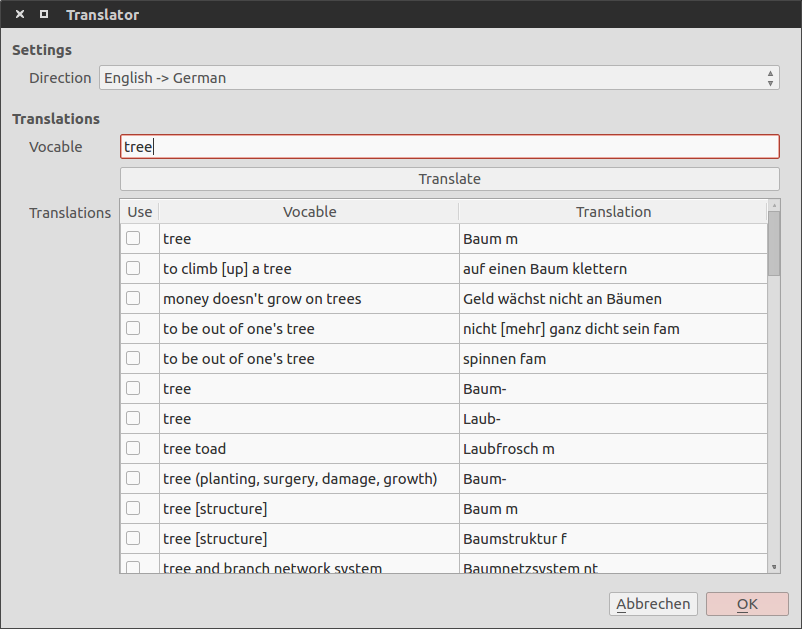 Translator
Settings
Direction English -> German
Translations
Vocable tree
Translate
Translations Use Vocable Translation
tree Baum m
to climb [up] a tree auf einen Baum klettern
money doesn't grow on trees Geld wächst nicht an Bäumen
to be out of one's tree nicht [mehr] ganz dicht sein fam
to be out of one's tree spinnen fam
tree Baum-
tree Laub-
tree toad Laubfrosch m
tree (planting, surgery, damage, growth) Baum-
tree [structure] Baum m
tree [structure] Baumstruktur f
tree and branch network system Baumnetzsystem nt
Abbrechen OK